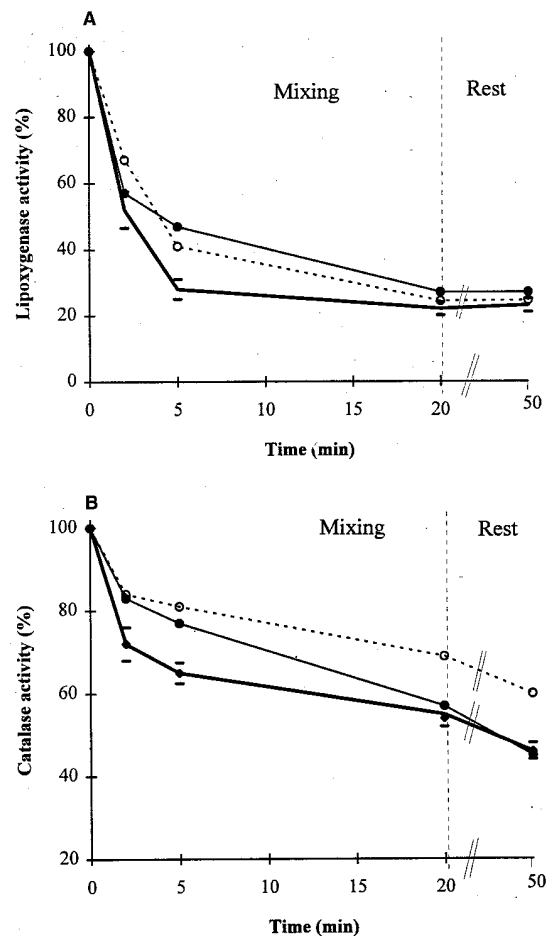 A
Lipoxygenase activity (%)
100
80
60
40
20
0
Mixing
Rest
0 5 10 15 20 50
Time (min)
B
Catalase activity (%)
100
80
60
40
20
Mixing
Rest
0 5 10 15 20 50
Time (min)